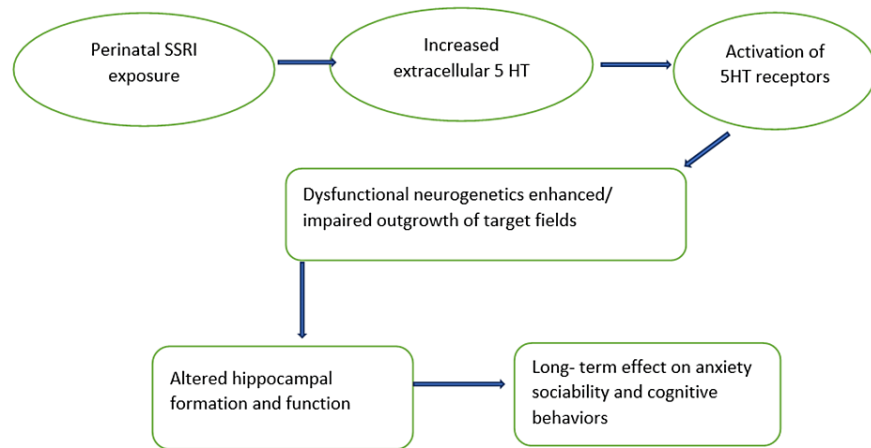 Perinatal SSRI
exposure
Increased
extracellular 5 HT
Activation of
5HT receptors
Dysfunctional neurogenetics enhanced/
impaired outgrowth of target fields
Altered hippocampal
formation and function
Long- term effect on anxiety
sociability and cognitive
behaviors